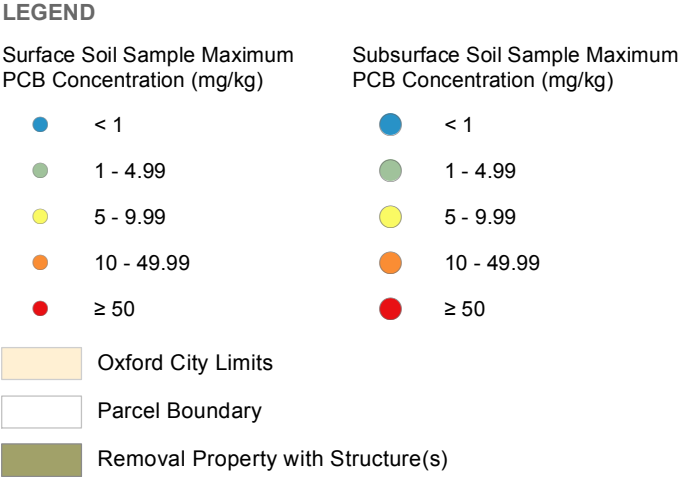 LEGEND
Surface Soil Sample Maximum
PCB Concentration (mg/kg)
< 1
1 - 4.99
5 - 9.99
10 - 49.99
≥ 50
Subsurface Soil Sample Maximum
PCB Concentration (mg/kg)
< 1
1 - 4.99
5 - 9.99
10 - 49.99
≥ 50
Oxford City Limits
Parcel Boundary
Removal Property with Structure(s)